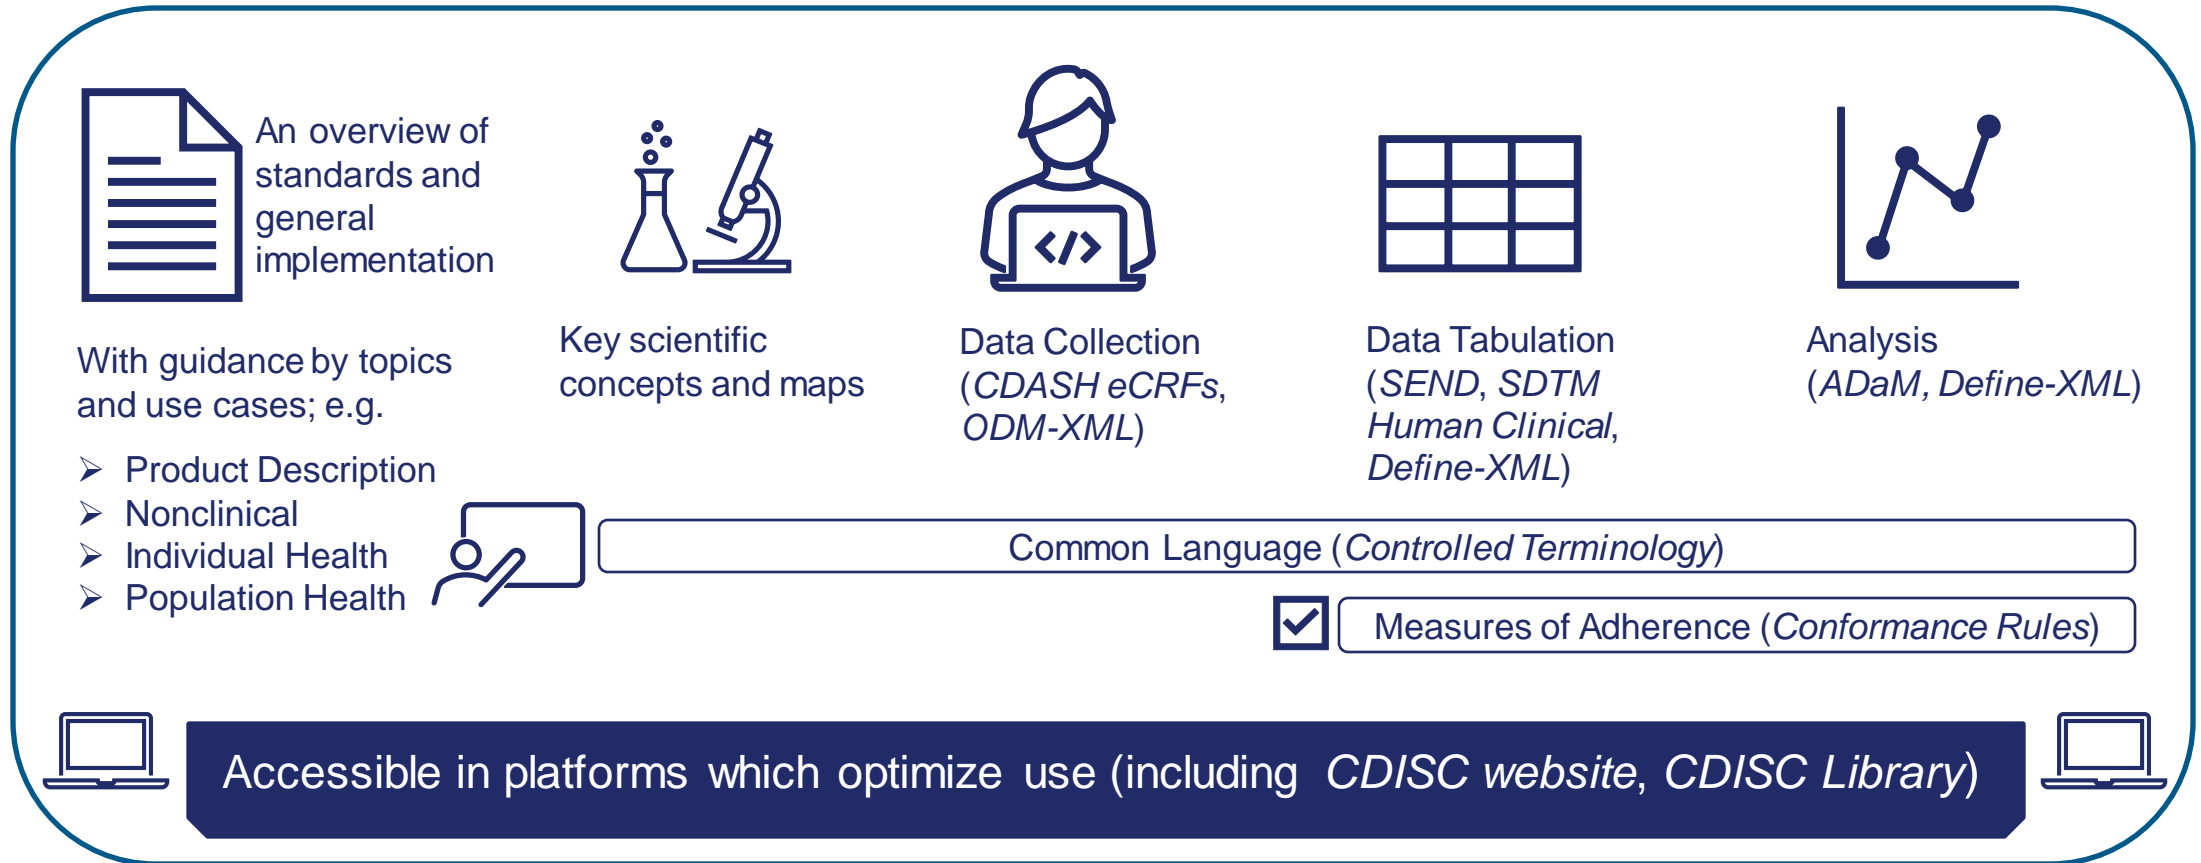 An overview of
standards and
general
implementation
With guidance by topics
and use cases; e.g.
➢ Product Description
➢ Nonclinical
➢ Individual Health
➢ Population Health
Key scientific
concepts and maps
</>
Data Collection
(CDASH eCRFs,
ODM-XML)
Data Tabulation
(SEND, SDTM
Human Clinical,
Define-XML)
Analysis
(ADaM, Define-XML)
Common Language (Controlled Terminology)
Measures of Adherence (Conformance Rules)
Accessible in platforms which optimize use (including CDISC website, CDISC Library)